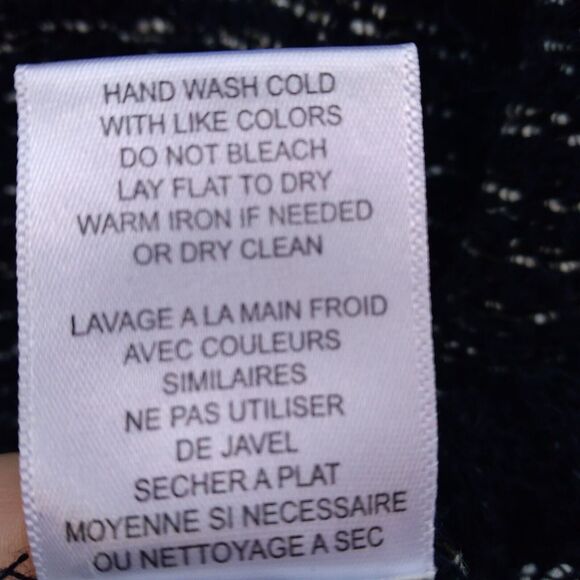 HAND WASH COLD
WITH LIKE COLORS
DO NOT BLEACH
LAY FLAT TO DRY
WARM IRON IF NEEDED
OR DRY CLEAN
LAVAGE A LA MAIN FROID
AVEC COULEURS
SIMILAIRES
NE PAS UTILISER
DE JAVEL
SECHER A PLAT
MOYENNE SI NECESSAIRE
OU NETTOYAGE A SEC